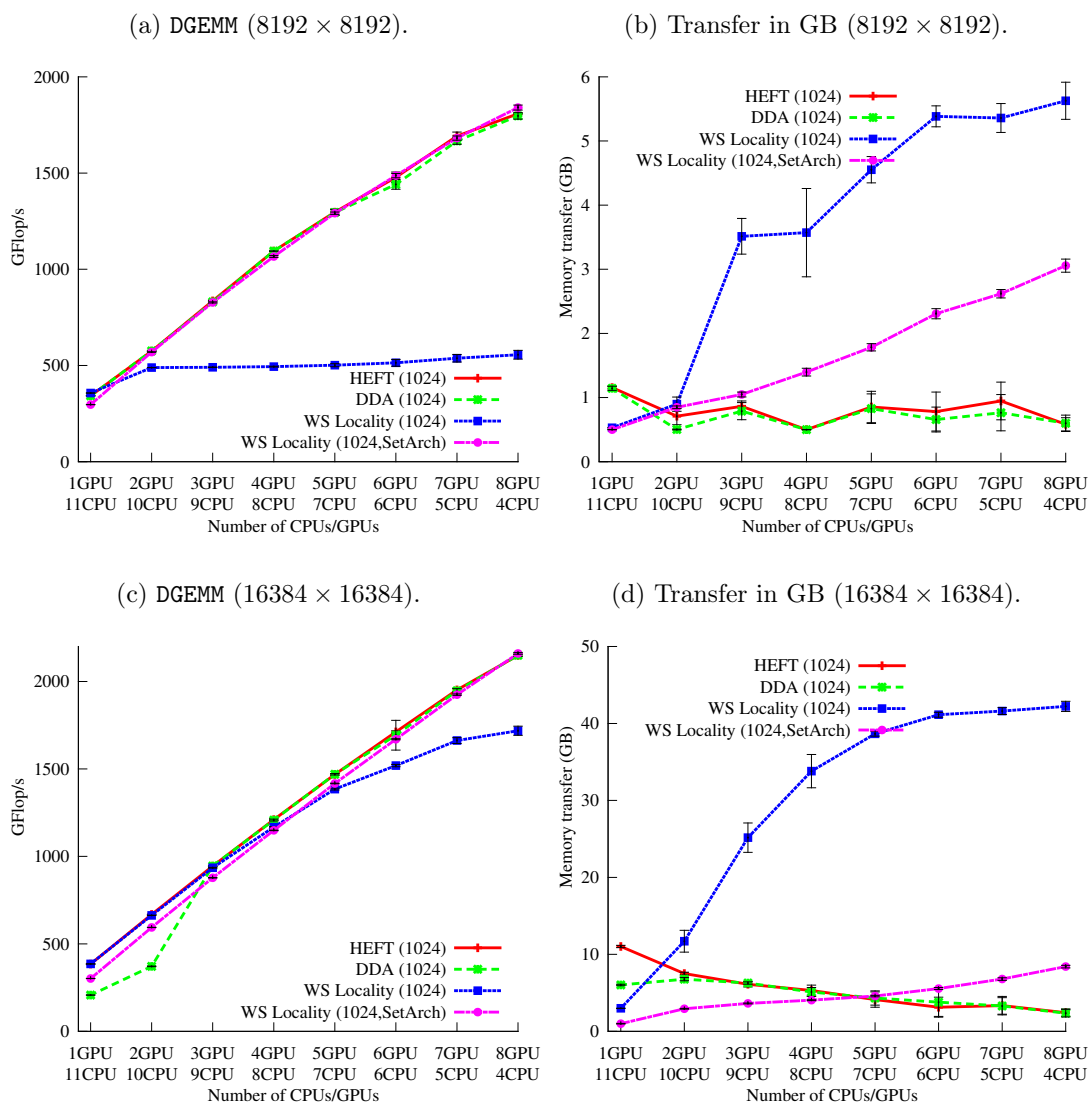 (a) DGEMM (8192 × 8192).
2000
1500
1000
500
0
GFlop/s
HEFT (1024)
DDA (1024)
WS Locality (1024)
WS Locality (1024,SetArch)
1GPU 2GPU 3GPU 4GPU 5GPU 6GPU 7GPU 8GPU
11CPU 10CPU 9CPU 8CPU 7CPU 6CPU 5CPU 4CPU
Number of CPUs/GPUs
(b) Transfer in GB (8192 × 8192).
6
5
4
3
2
1
0
Memory transfer (GB)
HEFT (1024)
DDA (1024)
WS Locality (1024)
WS Locality (1024,SetArch)
1GPU 2GPU 3GPU 4GPU 5GPU 6GPU 7GPU 8GPU
11CPU 10CPU 9CPU 8CPU 7CPU 6CPU 5CPU 4CPU
Number of CPUs/GPUs
(c) DGEMM (16384 × 16384).
2000
1500
1000
500
0
GFlop/s
HEFT (1024)
DDA (1024)
WS Locality (1024)
WS Locality (1024,SetArch)
1GPU 2GPU 3GPU 4GPU 5GPU 6GPU 7GPU 8GPU
11CPU 10CPU 9CPU 8CPU 7CPU 6CPU 5CPU 4CPU
Number of CPUs/GPUs
(d) Transfer in GB (16384 × 16384).
50
40
30
20
10
0
Memory transfer (GB)
HEFT (1024)
DDA (1024)
WS Locality (1024)
WS Locality (1024,SetArch)
1GPU 2GPU 3GPU 4GPU 5GPU 6GPU 7GPU 8GPU
11CPU 10CPU 9CPU 8CPU 7CPU 6CPU 5CPU 4CPU
Number of CPUs/GPUs